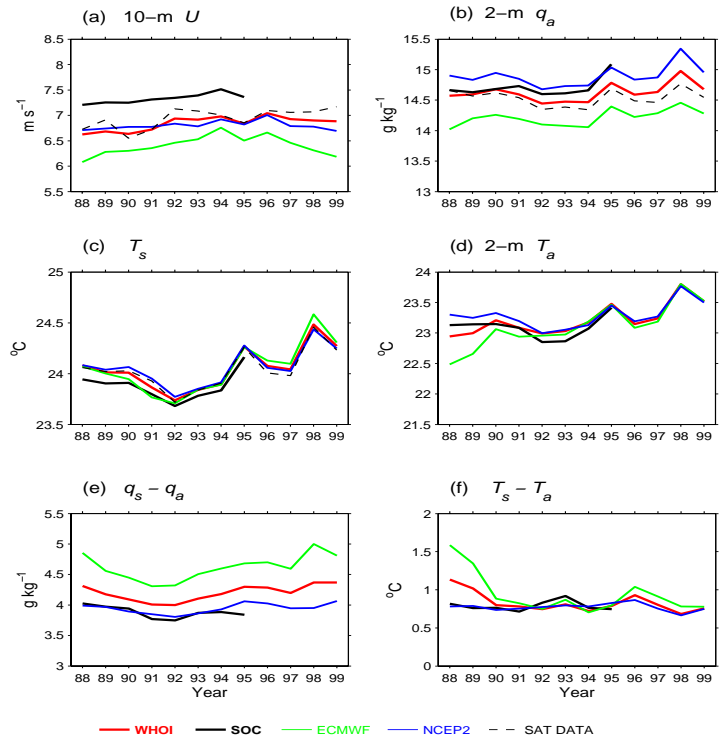 (a) 10−m U
8.5
8
7.5
7
6.5
6
5.5
m s⁻¹
88 89 90 91 92 93 94 95 96 97 98 99
(b) 2−m qₐ
15.5
15
14.5
14
13.5
13
g kg⁻¹
88 89 90 91 92 93 94 95 96 97 98 99
(c) Tₛ
25
24.5
24
23.5
°C
88 89 90 91 92 93 94 95 96 97 98 99
(d) 2−m Tₐ
24
23.5
23
22.5
22
21.5
°C
88 89 90 91 92 93 94 95 96 97 98 99
(e) qₛ − qₐ
5.5
5
4.5
4
3.5
3
g kg⁻¹
88 89 90 91 92 93 94 95 96 97 98 99
Year
(f) Tₛ − Tₐ
2
1.5
1
0.5
0
°C
88 89 90 91 92 93 94 95 96 97 98 99
Year
WHOI SOC ECMWF NCEP2 SAT DATA